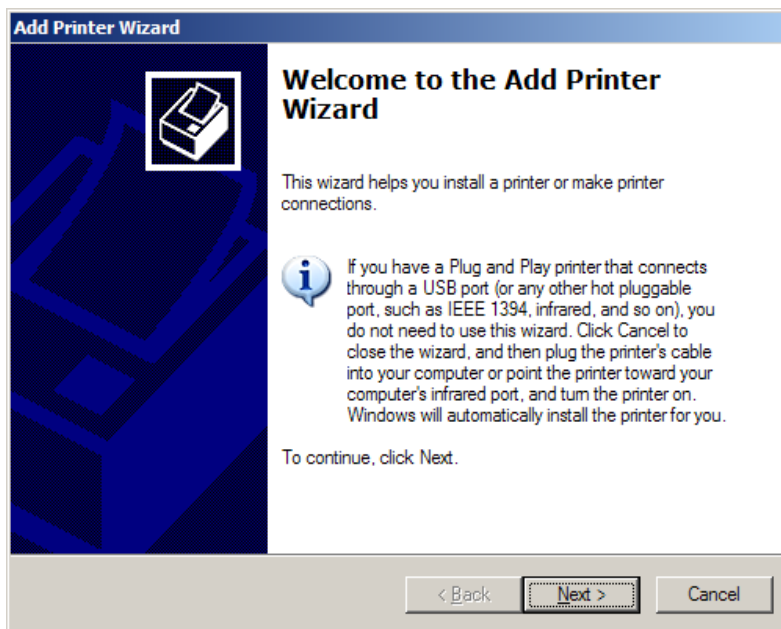 Add Printer Wizard
Welcome to the Add Printer
Wizard
This wizard helps you install a printer or make printer
connections.
If you have a Plug and Play printer that connects
through a USB port (or any other hot pluggable
port, such as IEEE 1394, infrared, and so on), you
do not need to use this wizard. Click Cancel to
close the wizard, and then plug the printer's cable
into your computer or point the printer toward your
computer's infrared port, and turn the printer on.
Windows will automatically install the printer for you.
To continue, click Next.
< Back Next > Cancel